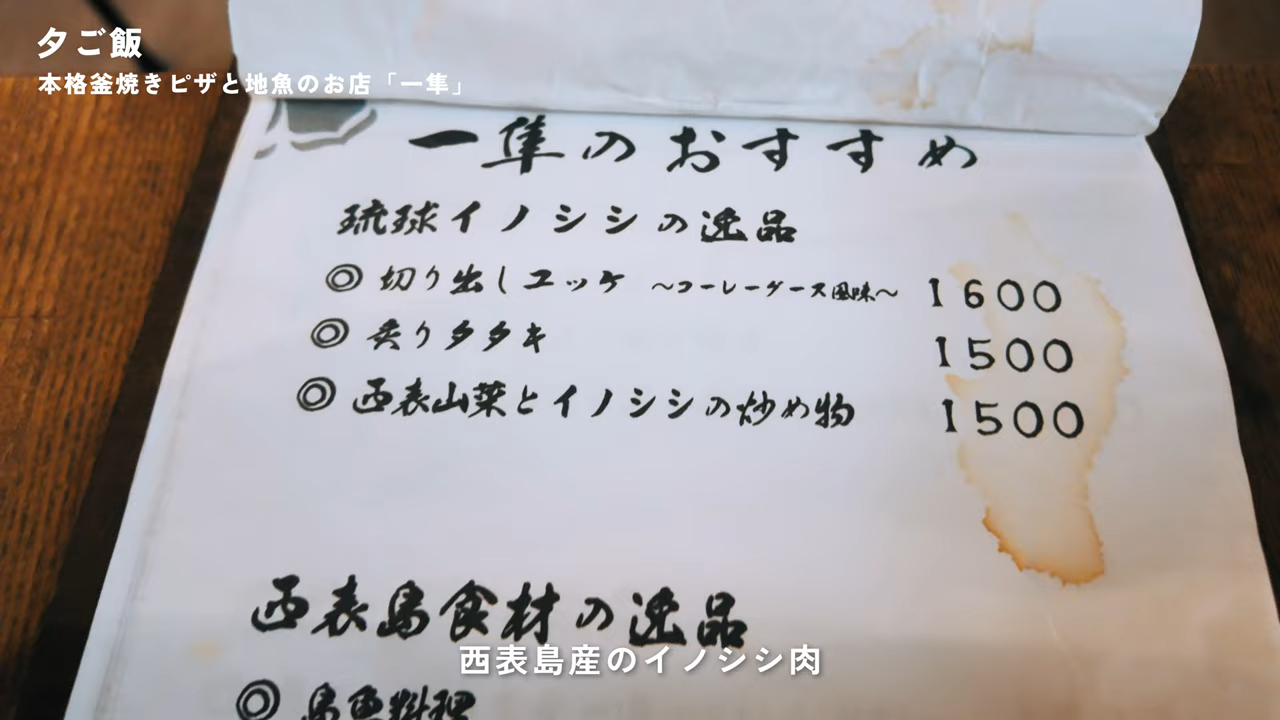 夕ご飯
本格釜焼きピザと地魚のお店「一隼」
一隼のおすすめ
琉球イノシシの逸品
◎ 切り出しユッケ ～コーレーグース風味～ 1600
◎ 炙りタタキ 1500
◎ 西表山菜とイノシシの炒め物 1500
西表島食材の逸品
西表島産のイノシシ肉
◎ 島魚料理